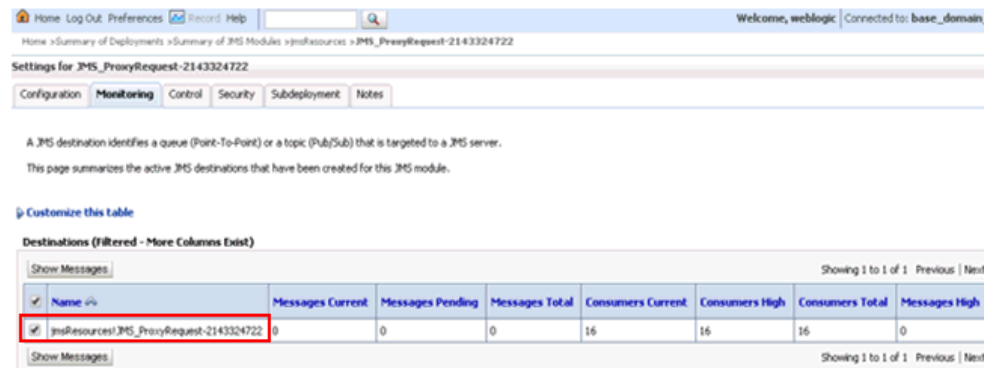 Home Log Out Preferences Record Help Welcome, weblogic Connected to: base_domain
Home >Summary of Deployments >Summary of JMS Modules >jmsResources >JMS_ProxyRequest-2143324722
Settings for JMS_ProxyRequest-2143324722
Configuration Monitoring Control Security Subdeployment Notes
A JMS destination identifies a queue (Point-To-Point) or a topic (Pub/Sub) that is targeted to a JMS server.
This page summarizes the active JMS destinations that have been created for this JMS module.
Customize this table
Destinations (Filtered - More Columns Exist)
Show Messages Showing 1 to 1 of 1 Previous | Next
Name Messages Current Messages Pending Messages Total Consumers Current Consumers High Consumers Total Messages High
jmsResources!JMS_ProxyRequest-2143324722 0 0 0 16 16 16 0
Show Messages Showing 1 to 1 of 1 Previous | Next